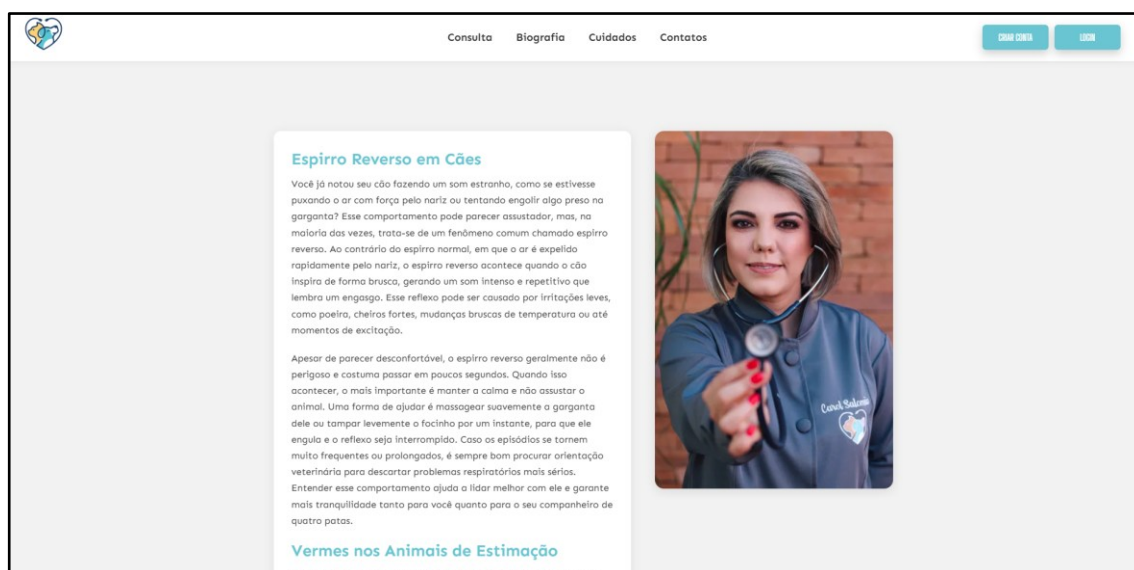 Consulta Biografia Cuidados Contatos
CRIAR CONTA LOGIN
Espirro Reverso em Cães
Você já notou seu cão fazendo um som estranho, como se estivesse
puxando o ar com força pelo nariz ou tentando engolir algo preso na
garganta? Esse comportamento pode parecer assustador, mas, na
maioria das vezes, trata-se de um fenômeno comum chamado espirro
reverso. Ao contrário do espirro normal, em que o ar é expelido
rapidamente pelo nariz, o espirro reverso acontece quando o cão
inspira de forma brusca, gerando um som intenso e repetitivo que
lembra um engasgo. Esse reflexo pode ser causado por irritações leves,
como poeira, cheiros fortes, mudanças bruscas de temperatura ou até
momentos de excitação.
Apesar de parecer desconfortável, o espirro reverso geralmente não é
perigoso e costuma passar em poucos segundos. Quando isso
acontecer, o mais importante é manter a calma e não assustar o
animal. Uma forma de ajudar é massagear suavemente a garganta
dele ou tampar levemente o focinho por um instante, para que ele
engula e o reflexo seja interrompido. Caso os episódios se tornem
muito frequentes ou prolongados, é sempre bom procurar orientação
veterinária para descartar problemas respiratórios mais sérios.
Entender esse comportamento ajuda a lidar melhor com ele e garante
mais tranquilidade tanto para você quanto para o seu companheiro de
quatro patas.
Vermes nos Animais de Estimação
Carol